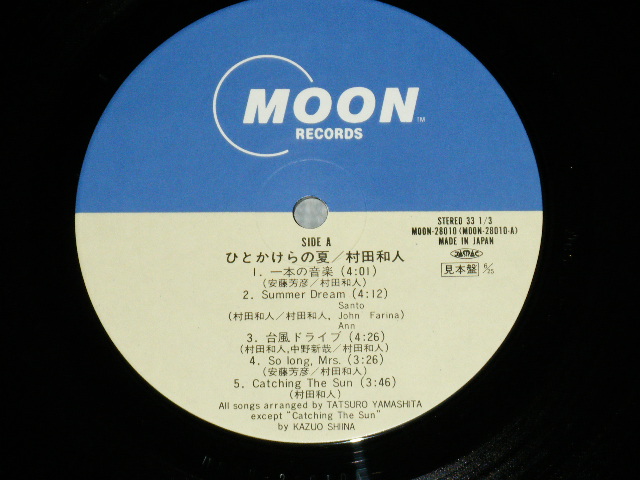 MOON™
RECORDS
STEREO 33 1/3
SIDE A
MOON-28010 (MOON-28010-A)
MADE IN JAPAN
ひとかけらの夏／村田和人
JASRAC
1. 一本の音楽 (4:01)
見本盤 6/25
(安藤芳彦／村田和人)
2. Summer Dream (4:12)
Santo
(村田和人／村田和人, John Farina)
Ann
3. 台風ドライブ (4:26)
(村田和人,中野新哉／村田和人)
4. So long, Mrs. (3:26)
(安藤芳彦／村田和人)
5. Catching The Sun (3:46)
(村田和人)
All songs arranged by TATSURO YAMASHITA
except "Catching The Sun"
by KAZUO SHIINA